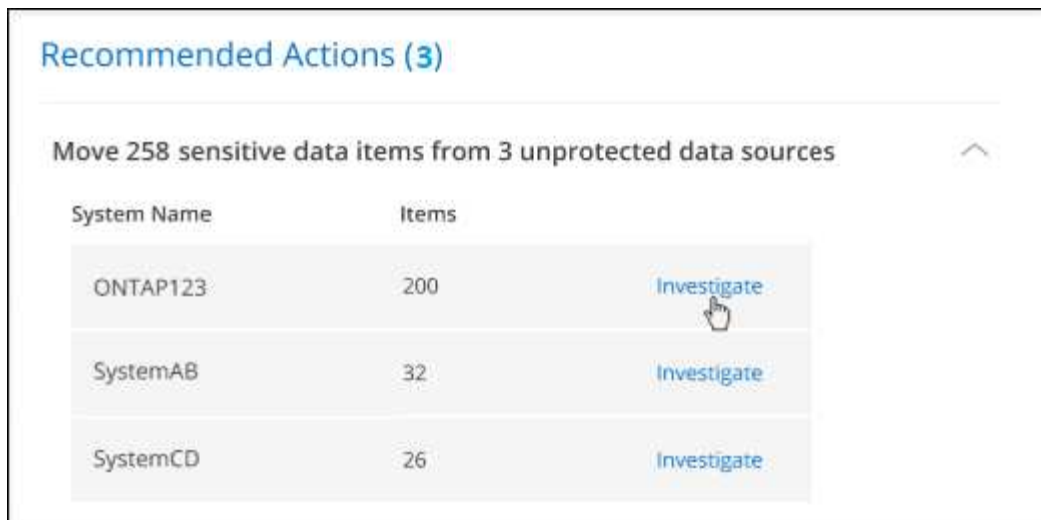 Recommended Actions (3)
Move 258 sensitive data items from 3 unprotected data sources
System Name Items
ONTAP123 200 Investigate
SystemAB 32 Investigate
SystemCD 26 Investigate